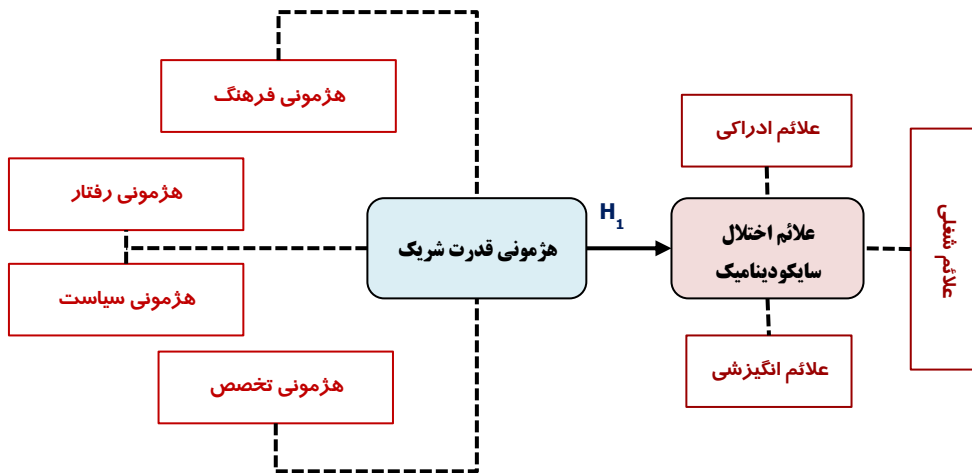 هژمونی فرهنگ
هژمونی رفتار
هژمونی سیاست
هژمونی تخصص
هژمونی قدرت شریک
H1
علائم ادراکی
علائم اختلال
سایکودینامیک
علائم انگیزشی
علائم شغلی